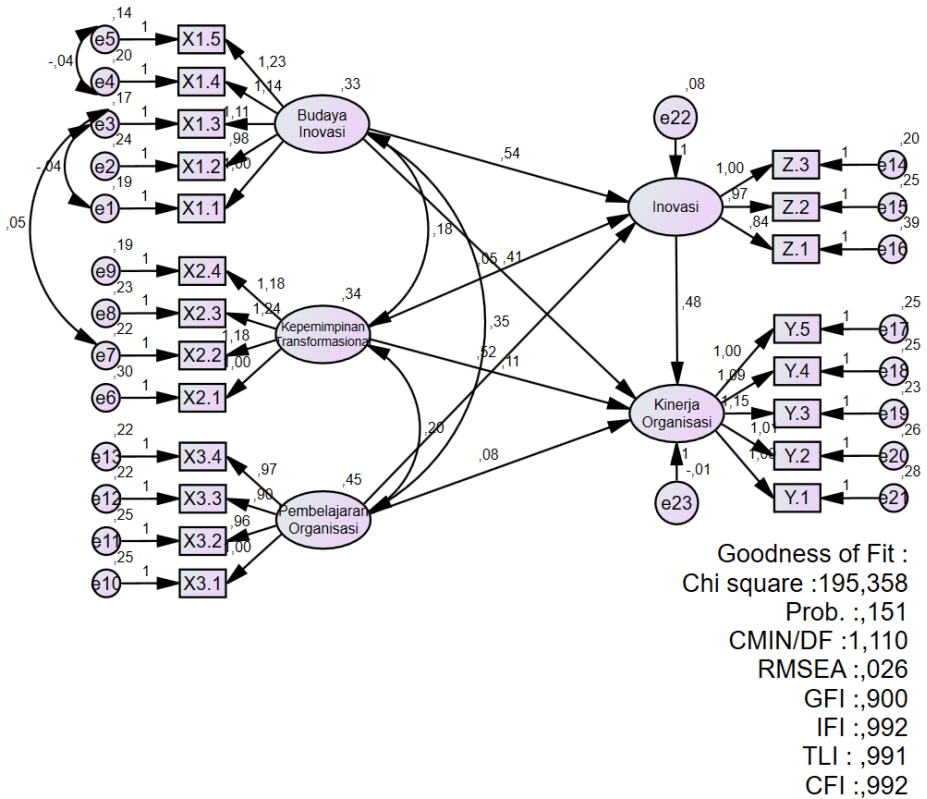 ,14
e5 1 X1.5
-,04
,20
e4 1 X1.4
,17
e3 1 X1.3
,24
e2 1 X1.2
-,04
,19
e1 1 X1.1
,05
1,23
1,14
1,11
,98
1,00
,33
Budaya
Inovasi
,19
e9 1 X2.4
,23
e8 1 X2.3
,22
e7 1 X2.2
,30
e6 1 X2.1
1,18
1,24
1,18
1,00
,34
Kepemimpinan
Transformasional
,22
e13 1 X3.4
,22
e12 1 X3.3
,25
e11 1 X3.2
,25
e10 1 X3.1
,97
,90
,96
1,00
,45
Pembelajaran
Organisasi
,18
,35
,20
,54
,05
,41
,52
,11
,08
,48
,08
e22
1
Inovasi
1,00
,97
,84
,20
Z.3 1 e14
,25
Z.2 1 e15
,39
Z.1 1 e16
Kinerja
Organisasi
1
-,01
e23
1,00
1,09
1,15
1,01
,25
Y.5 1 e17
,25
Y.4 1 e18
,23
Y.3 1 e19
,26
Y.2 1 e20
,28
Y.1 1 e21
Goodness of Fit :
Chi square :195,358
Prob. :,151
CMIN/DF :1,110
RMSEA :,026
GFI :,900
IFI :,992
TLI : ,991
CFI :,992